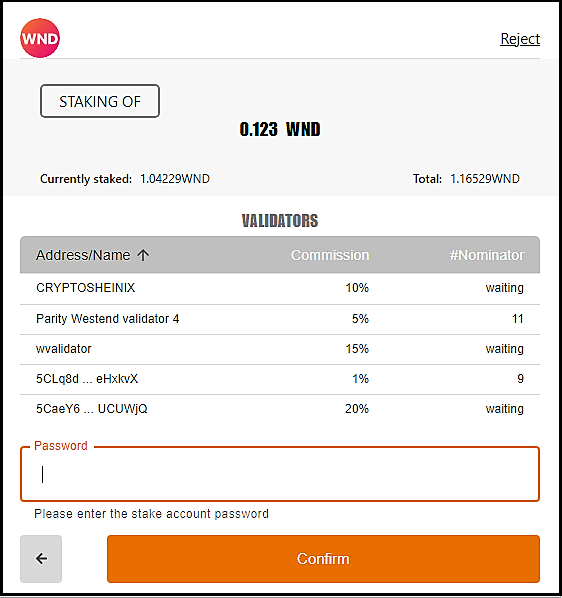 WND Reject
STAKING OF
0.123 WND
Currently staked: 1.04229WND Total: 1.16529WND
VALIDATORS
Address/Name ↑ Commission #Nominator
CRYPTOSHEINIX 10% waiting
Parity Westend validator 4 5% 11
wvalidator 15% waiting
5CLq8d ... eHxkvX 1% 9
5CaeY6 ... UCUWjQ 20% waiting
Password
Please enter the stake account password
← Confirm